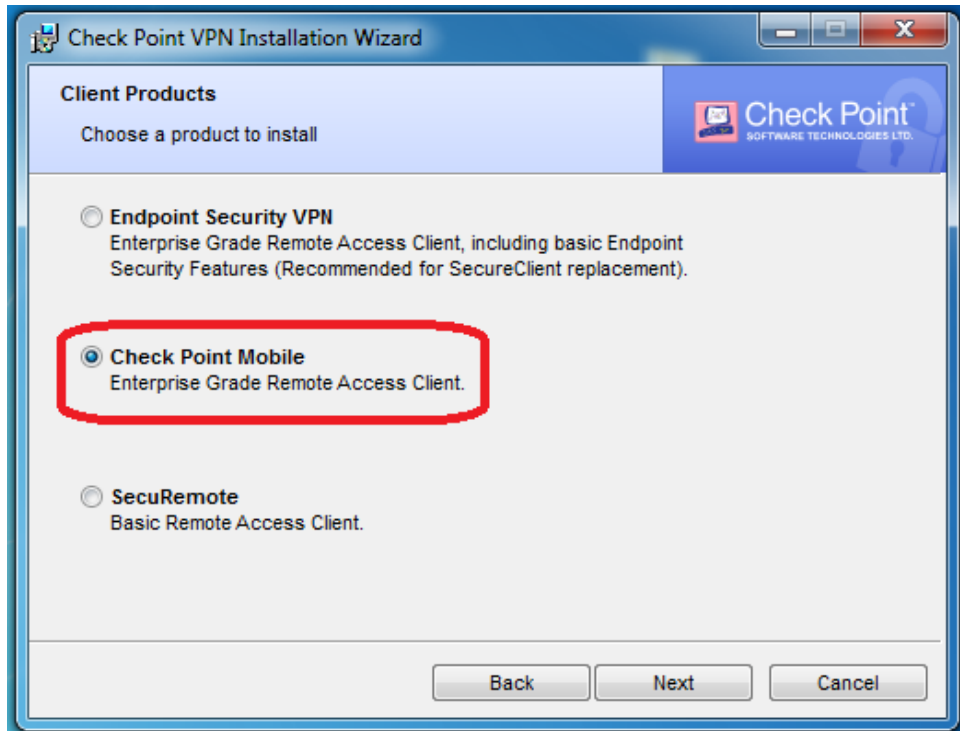 Check Point VPN Installation Wizard
Client Products
Choose a product to install
Check Point™
SOFTWARE TECHNOLOGIES LTD.
Endpoint Security VPN
Enterprise Grade Remote Access Client, including basic Endpoint
Security Features (Recommended for SecureClient replacement).
Check Point Mobile
Enterprise Grade Remote Access Client.
SecuRemote
Basic Remote Access Client.
Back
Next
Cancel